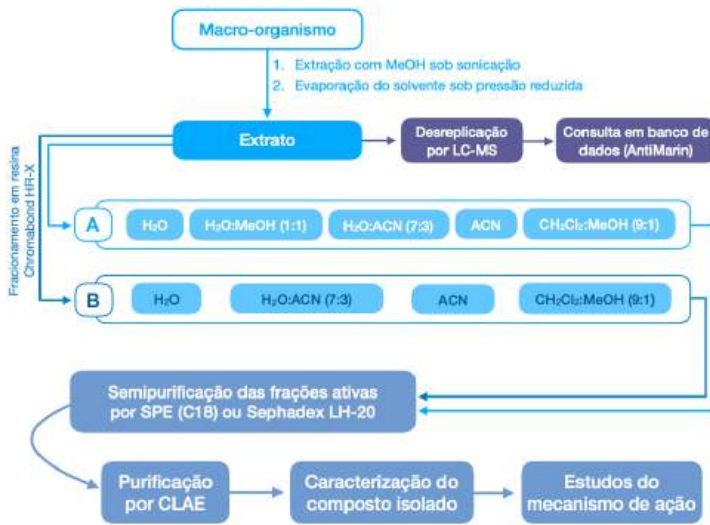 Macro-organismo
1. Extração com MeOH sob sonicação
2. Evaporação do solvente sob pressão reduzida
Extrato
Desreplicação
por LC-MS
Consulta em banco de
dados (AntiMarin)
Fracionamento em resina
Chromabond HR-X
A
H₂O
H₂O:MeOH (1:1)
H₂O:ACN (7:3)
ACN
CH₂Cl₂:MeOH (9:1)
B
H₂O
H₂O:ACN (7:3)
ACN
CH₂Cl₂:MeOH (9:1)
Semipurificação das frações ativas
por SPE (C18) ou Sephadex LH-20
Purificação
por CLAE
Caracterização do
composto isolado
Estudos do
mecanismo de ação